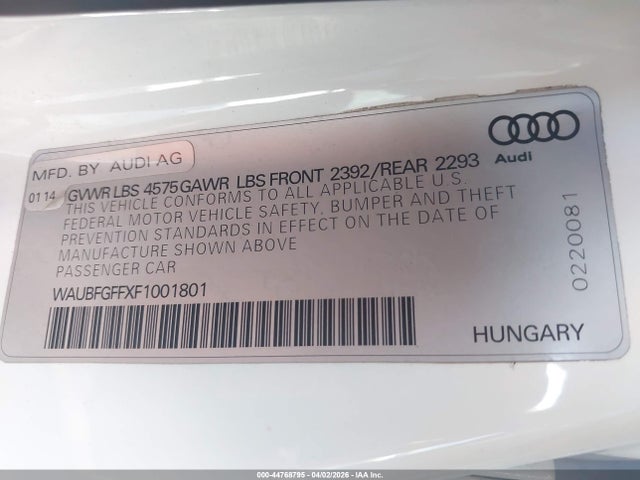 MFD. BY AUDI AG
Audi
01 14 GVWR LBS 4575 GAWR LBS FRONT 2392/REAR 2293
THIS VEHICLE CONFORMS TO ALL APPLICABLE U.S.
FEDERAL MOTOR VEHICLE SAFETY, BUMPER AND THEFT
PREVENTION STANDARDS IN EFFECT ON THE DATE OF
MANUFACTURE SHOWN ABOVE
PASSENGER CAR
0220081
WAUBFGFFXF1001801
HUNGARY
000-44768795 - 04/02/2026 - IAA Inc.